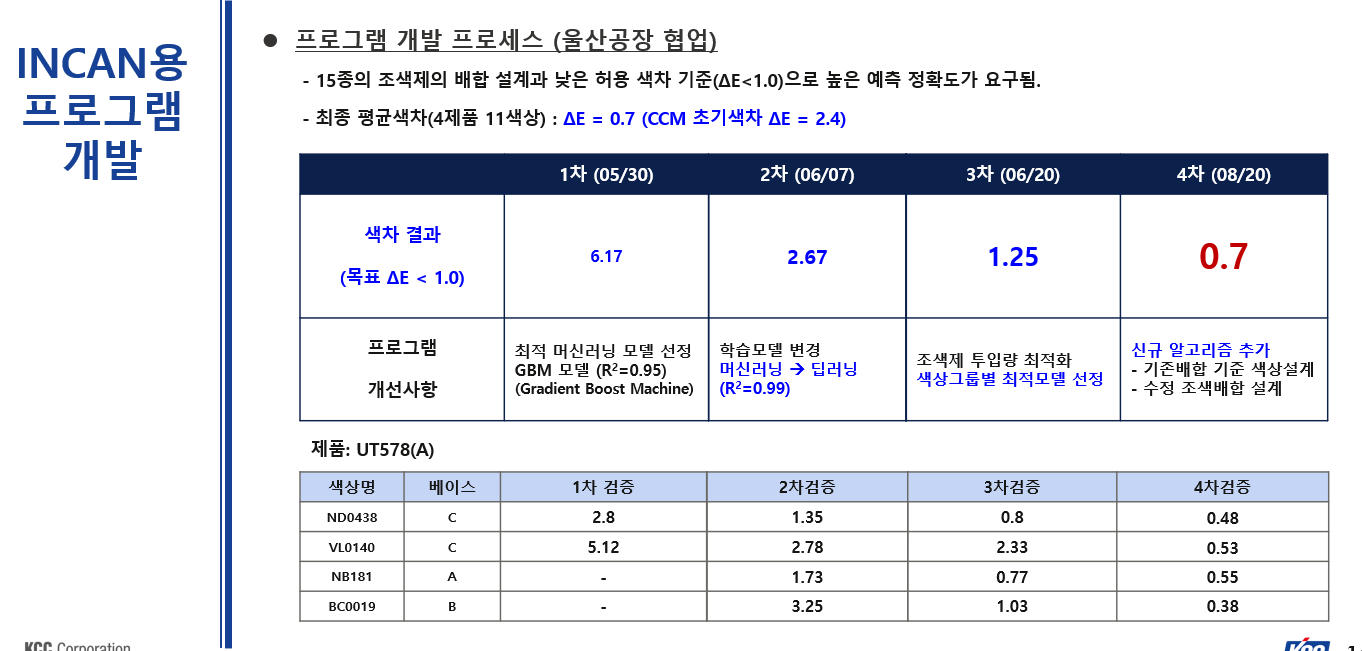 INCAN용
프로그램
개발
● 프로그램 개발 프로세스 (울산공장 협업)
- 15종의 조색제의 배합 설계과 낮은 허용 색차 기준(ΔE<1.0)으로 높은 예측 정확도가 요구됨.
- 최종 평균색차(4제품 11색상) : ΔE = 0.7 (CCM 초기색차 ΔE = 2.4)
1차 (05/30) 2차 (06/07) 3차 (06/20) 4차 (08/20)
색차 결과
(목표 ΔE < 1.0)
6.17 2.67 1.25 0.7
프로그램
개선사항
최적 머신러닝 모델 선정
GBM 모델 (R²=0.95)
(Gradient Boost Machine)
학습모델 변경
머신러닝 → 딥러닝
(R²=0.99)
조색제 투입량 최적화
색상그룹별 최적모델 선정
신규 알고리즘 추가
- 기존배합 기준 색상설계
- 수정 조색배합 설계
제품: UT578(A)
색상명 베이스 1차 검증 2차검증 3차검증 4차검증
ND0438 C 2.8 1.35 0.8 0.48
VL0140 C 5.12 2.78 2.33 0.53
NB181 A - 1.73 0.77 0.55
BC0019 B - 3.25 1.03 0.38
KCC Corporation